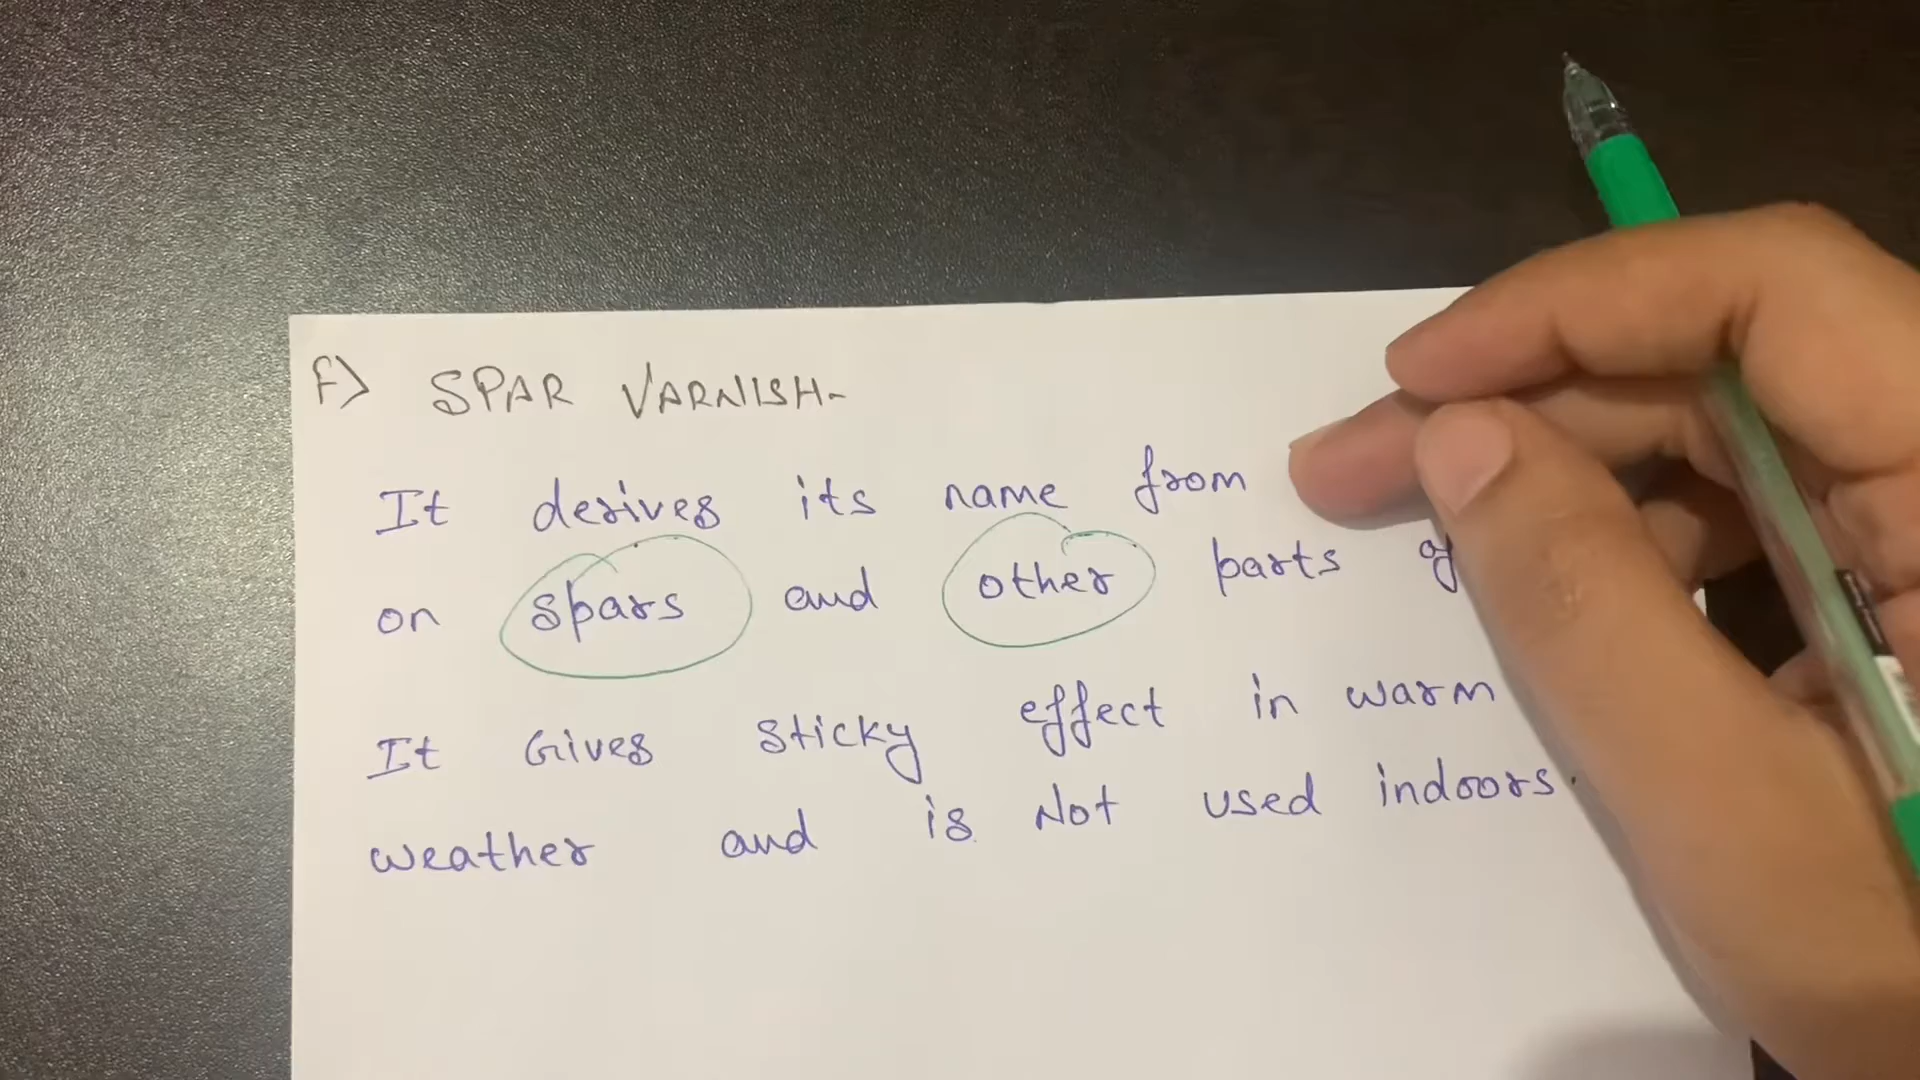 F) SPAR VARNISH-
It derives its name from
on spars and other parts of
It Gives sticky effect in warm
weather and is Not used indoors.